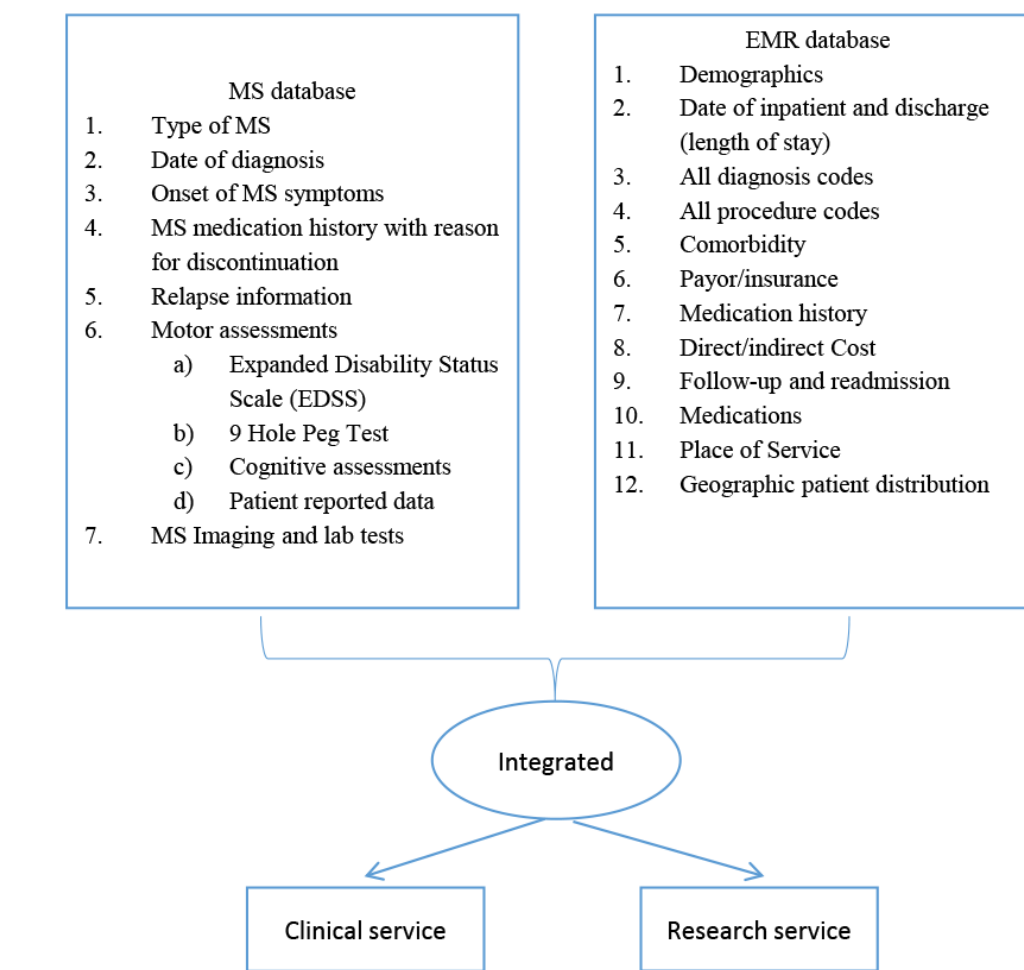 MS database
1. Type of MS
2. Date of diagnosis
3. Onset of MS symptoms
4. MS medication history with reason
for discontinuation
5. Relapse information
6. Motor assessments
a) Expanded Disability Status
Scale (EDSS)
b) 9 Hole Peg Test
c) Cognitive assessments
d) Patient reported data
7. MS Imaging and lab tests
EMR database
1. Demographics
2. Date of inpatient and discharge
(length of stay)
3. All diagnosis codes
4. All procedure codes
5. Comorbidity
6. Payor/insurance
7. Medication history
8. Direct/indirect Cost
9. Follow-up and readmission
10. Medications
11. Place of Service
12. Geographic patient distribution
Integrated
Clinical service
Research service